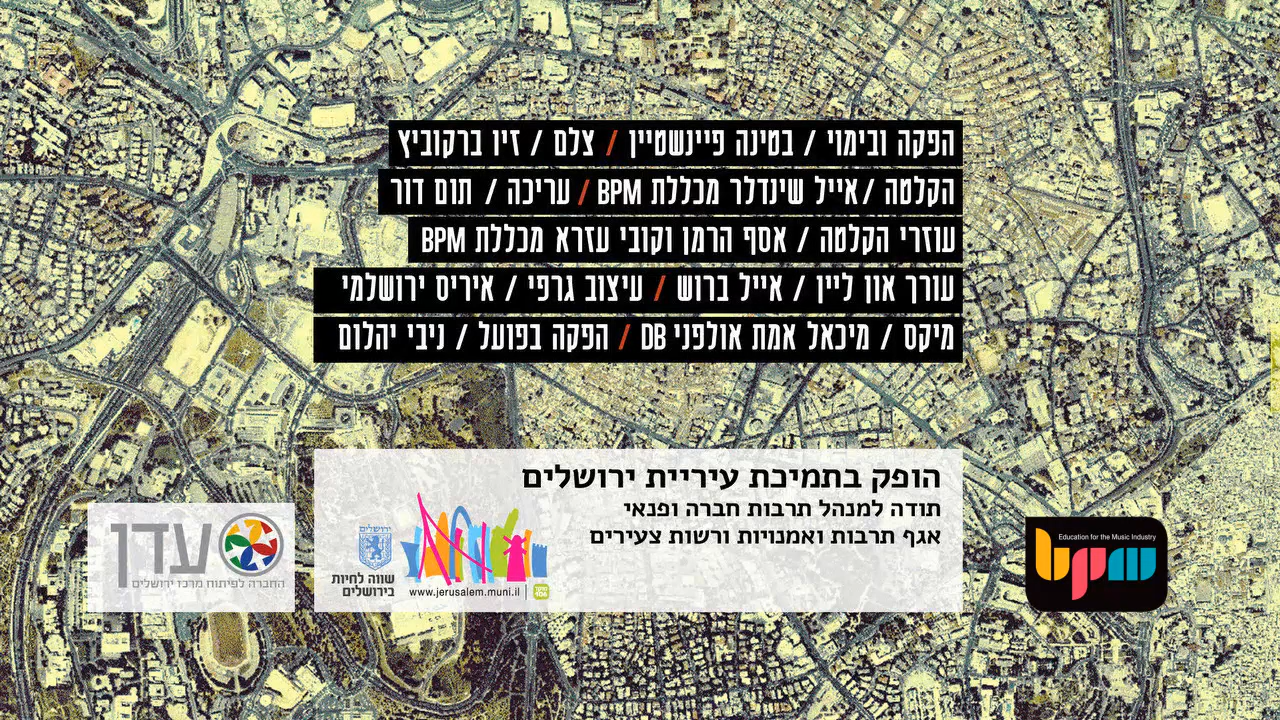 הפקה ובימוי / בטינה פיינשטיין / צלם / זיו ברקוביץ
הקלטה / אייל שינדלר מכללת BPM / עריכה / תום דור
עוזרי הקלטה / אסף הרמן וקובי עזרא מכללת BPM
עורך און ליין / אייל ברוש / עיצוב גרפי / איריס ירושלמי
מיקס / מיכאל אמת אולפני DB / הפקה בפועל / ניבי יהלום
הופק בתמיכת עיריית ירושלים
תודה למנהל תרבות חברה ופנאי
אגף תרבות ואמנויות ורשות צעירים
ירושלים
שווה לחיות
בירושלים
www.jerusalem.muni.il
מוקד
106
עדן
החברה לפיתוח מרכז ירושלים
Education for the Music Industry
bpm